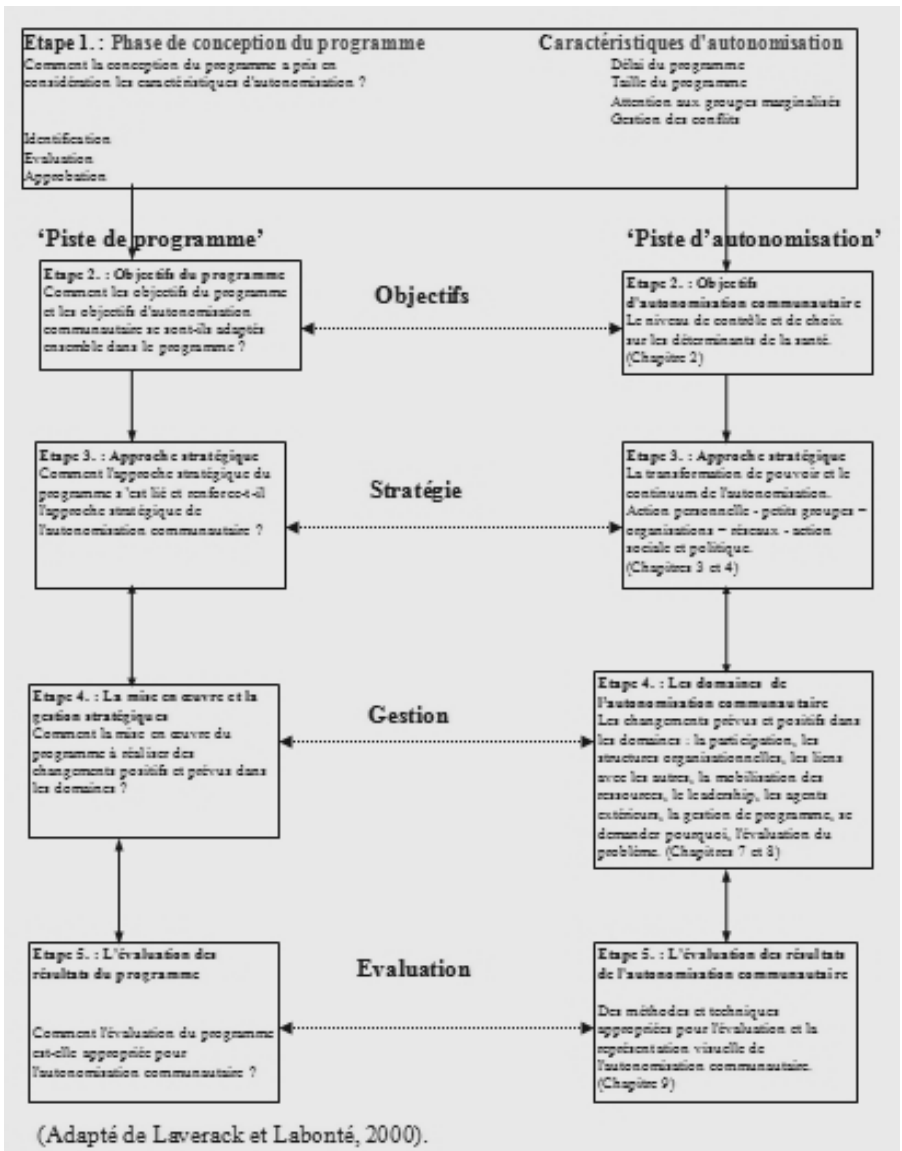 Etape 1. : Phase de conception du programme
Comment la conception du programme a pris en
considération les caractéristiques d'autonomisation ?
Identification
Evaluation
Approbation
Caractéristiques d'autonomisation
Délai du programme
Taille du programme
Attention aux groupes marginalisés
Gestion des conflits
‘Piste de programme’
‘Piste d’autonomisation’
Etape 2. : Objectifs du programme
Comment les objectifs du programme
et les objectifs d'autonomisation
communautaire se sont-ils adaptés
ensemble dans le programme ?
Objectifs
Etape 2. : Objectifs
d'autonomisation communautaire
Le niveau de contrôle et de choix
sur les déterminants de la santé.
(Chapitre 2)
Etape 3. : Approche stratégique
Comment l'approche stratégique du
programme s'est lié et renforce-t-il
l'approche stratégique de
l'autonomisation communautaire ?
Stratégie
Etape 3. : Approche stratégique
La transformation de pouvoir et le
continuum de l'autonomisation.
Action personnelle - petits groupes –
organisations – réseaux - action
sociale et politique.
(Chapitres 3 et 4)
Etape 4. : La mise en œuvre et la
gestion stratégiques
Comment la mise en œuvre du
programme à réaliser des
changements positifs et prévus dans
les domaines ?
Gestion
Etape 4. : Les domaines de
l'autonomisation communautaire
Les changements prévus et positifs dans
les domaines : la participation, les
structures organisationnelles, les liens
avec les autres, la mobilisation des
ressources, le leadership, les agents
extérieurs, la gestion de programme, se
demander pourquoi, l'évaluation du
problème. (Chapitres 7 et 8)
Etape 5. : L'évaluation des
résultats du programme
Comment l'évaluation du programme
est-elle appropriée pour
l'autonomisation communautaire ?
Evaluation
Etape 5. : L'évaluation des résultats
de l'autonomisation communautaire
Des méthodes et techniques
appropriées pour l'évaluation et la
représentation visuelle de
l'autonomisation communautaire.
(Chapitre 9)
(Adapté de Laverack et Labonté, 2000).